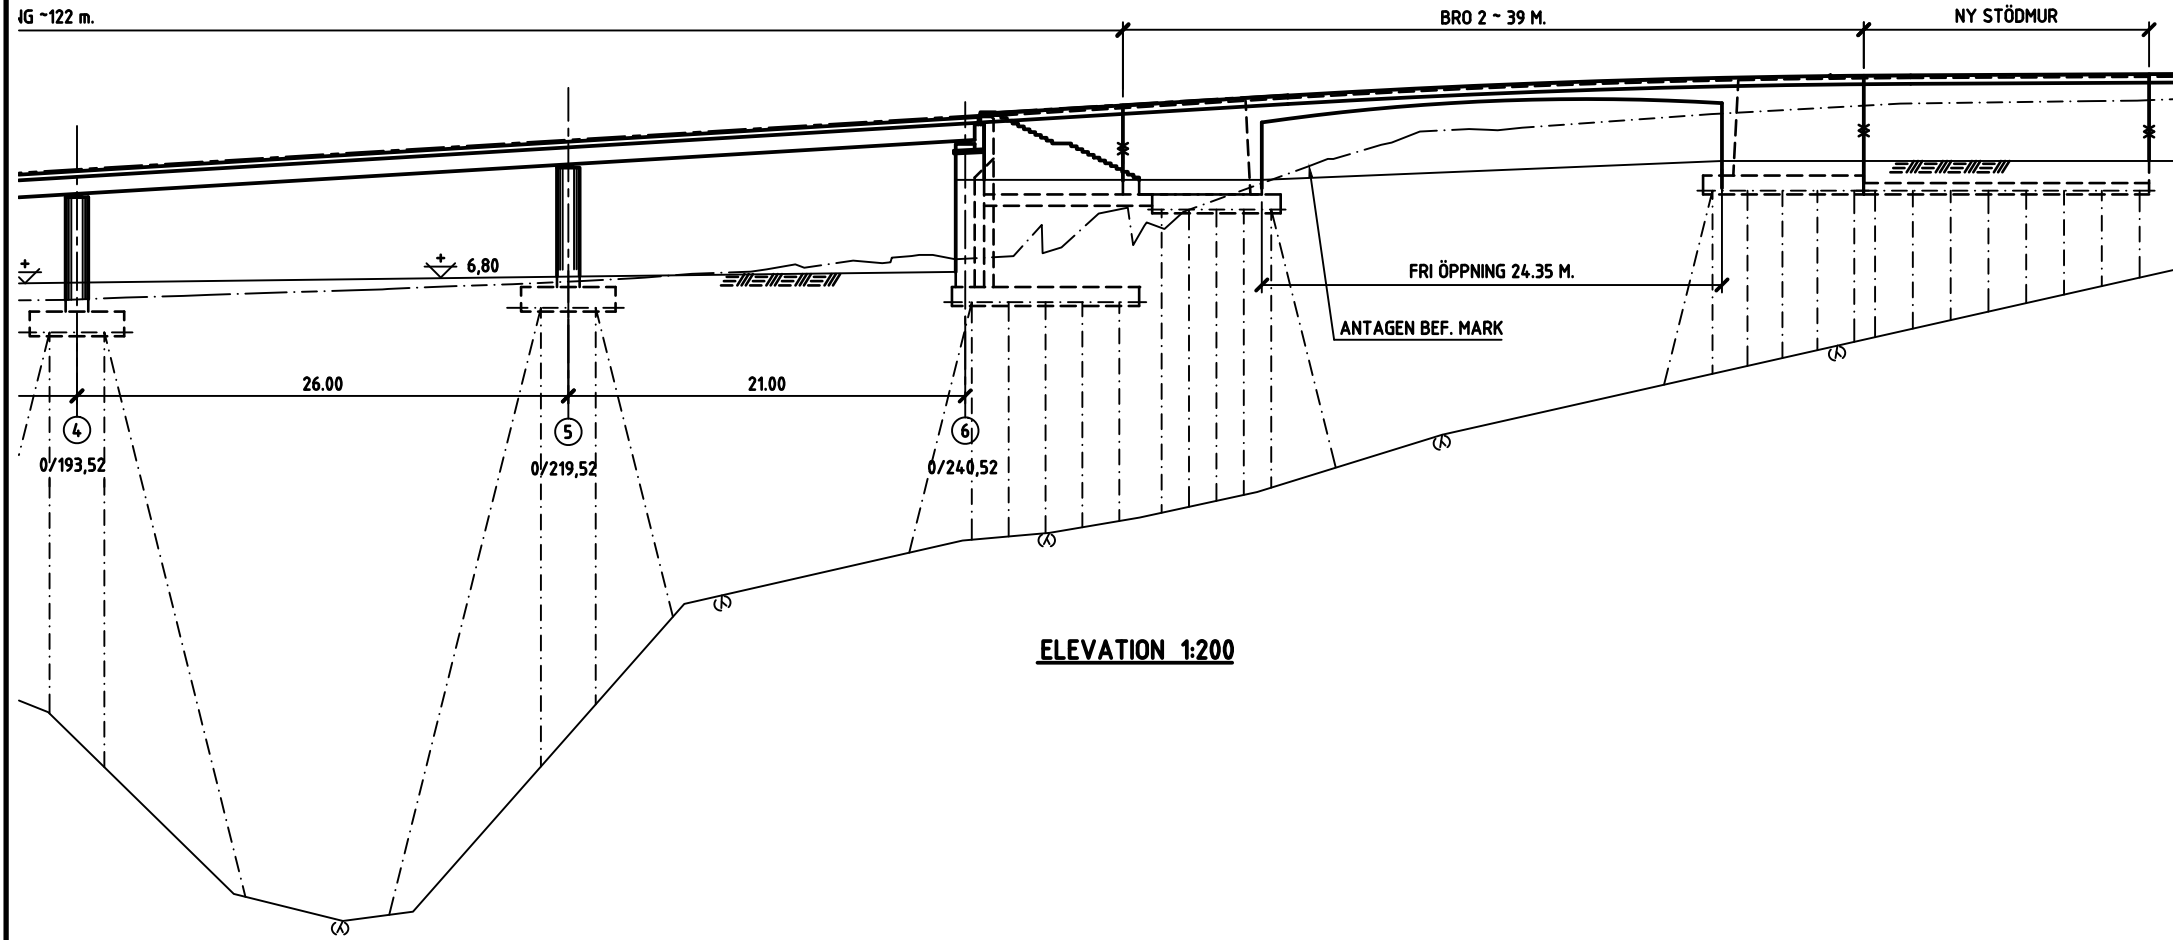 NG ~122 m.
BRO 2 ~ 39 M.
NY STÖDMUR
+
+
6,80
FRI ÖPPNING 24.35 M.
ANTAGEN BEF. MARK
26.00
21.00
4
5
6
0/193,52
0/219,52
0/240,52
ELEVATION 1:200